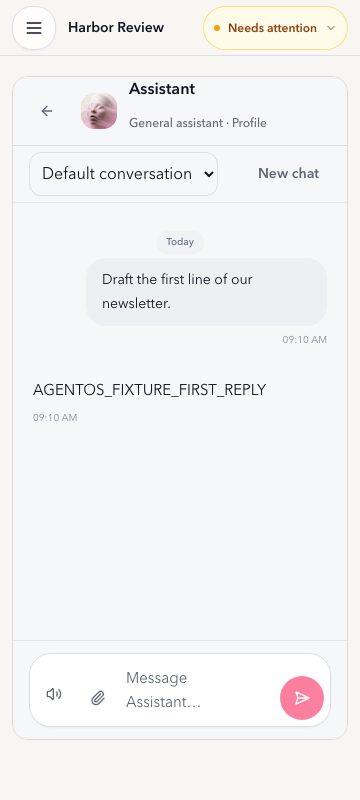 Harbor Review
Needs attention
Assistant
General assistant · Profile
Default conversation
New chat
Today
Draft the first line of our
newsletter.
09:10 AM
AGENTOS_FIXTURE_FIRST_REPLY
09:10 AM
Message
Assistant…